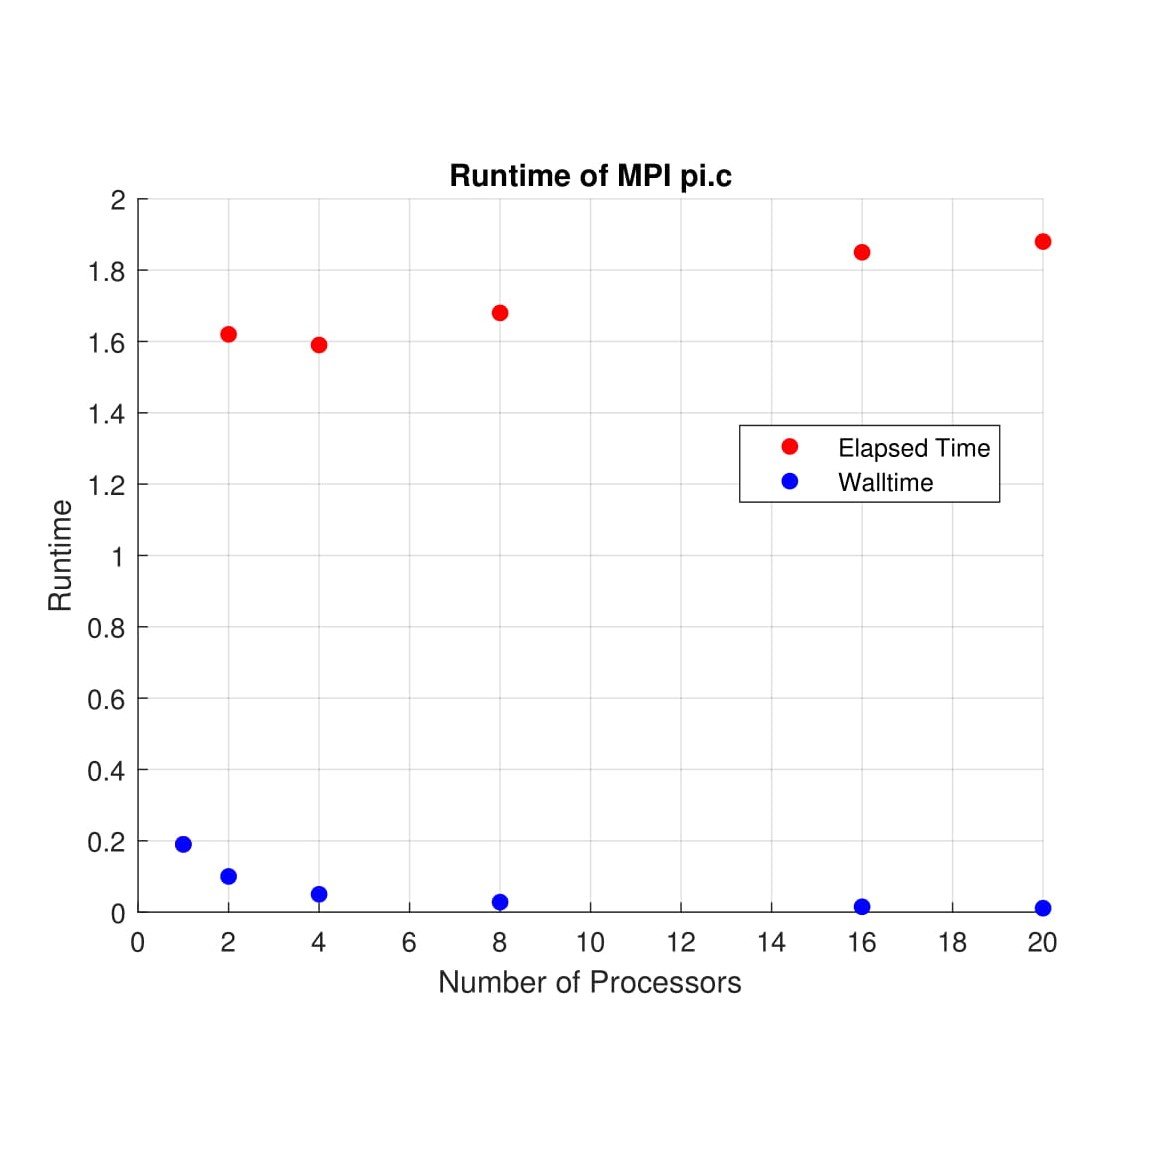 Runtime of MPI pi.c
2
1.8
1.6
1.4
1.2
1
0.8
0.6
0.4
0.2
0
Runtime
Elapsed Time
Walltime
0 2 4 6 8 10 12 14 16 18 20
Number of Processors